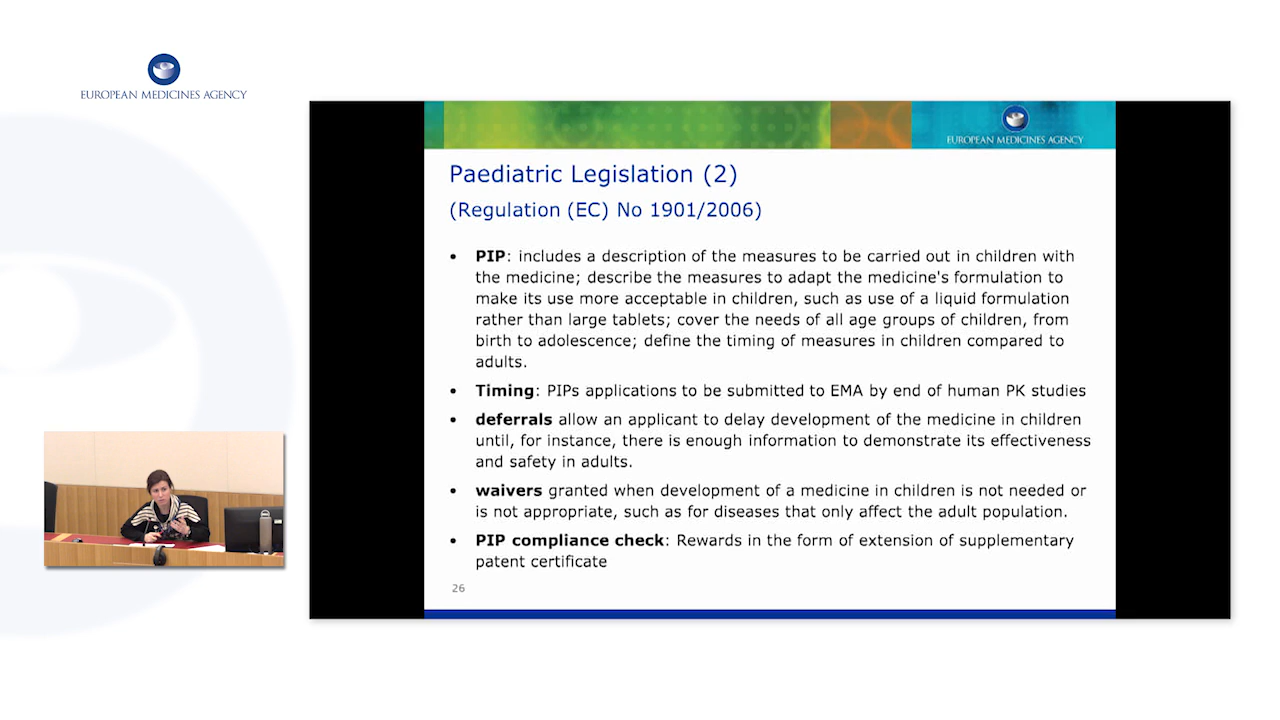 EUROPEAN MEDICINES AGENCY
EUROPEAN MEDICINES AGENCY
Paediatric Legislation (2)
(Regulation (EC) No 1901/2006)
• PIP: includes a description of the measures to be carried out in children with
the medicine; describe the measures to adapt the medicine's formulation to
make its use more acceptable in children, such as use of a liquid formulation
rather than large tablets; cover the needs of all age groups of children, from
birth to adolescence; define the timing of measures in children compared to
adults.
• Timing: PIPs applications to be submitted to EMA by end of human PK studies
• deferrals allow an applicant to delay development of the medicine in children
until, for instance, there is enough information to demonstrate its effectiveness
and safety in adults.
• waivers granted when development of a medicine in children is not needed or
is not appropriate, such as for diseases that only affect the adult population.
• PIP compliance check: Rewards in the form of extension of supplementary
patent certificate
26